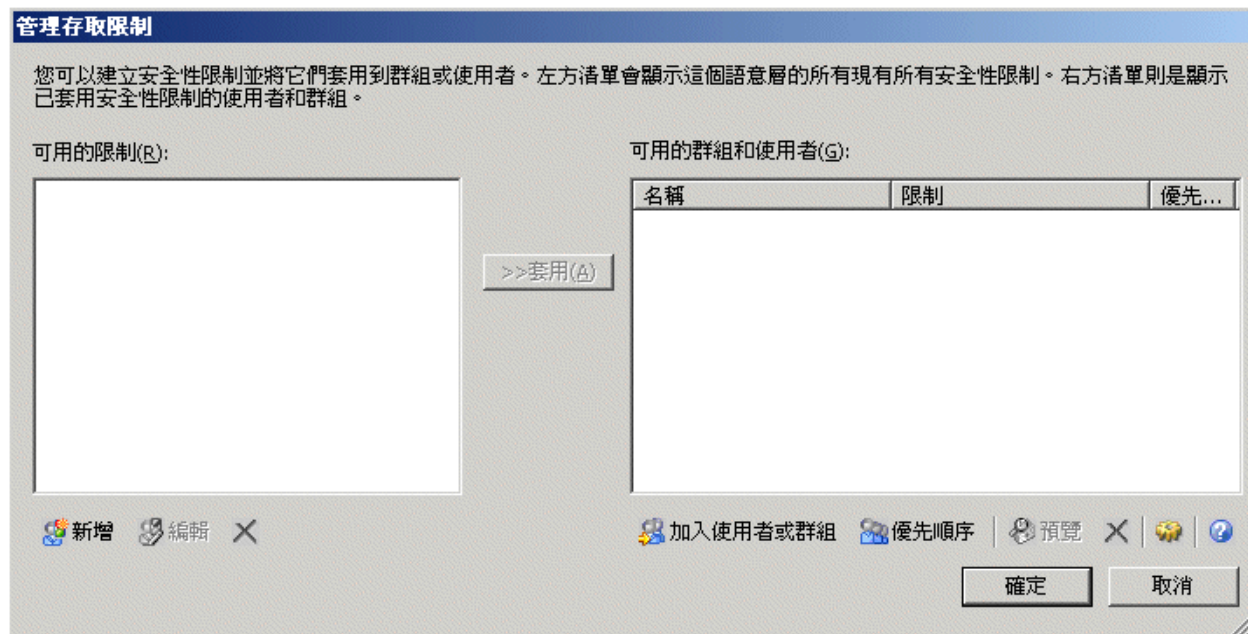 管理存取限制
您可以建立安全性限制並將它們套用到群組或使用者。左方清單會顯示這個語意層的所有現有所有安全性限制。右方清單則是顯示
已套用安全性限制的使用者和群組。
可用的限制(R):
可用的群組和使用者(G):
名稱 限制 優先...
>>套用(A)
新增 編輯
加入使用者或群組 優先順序 預覽
確定 取消